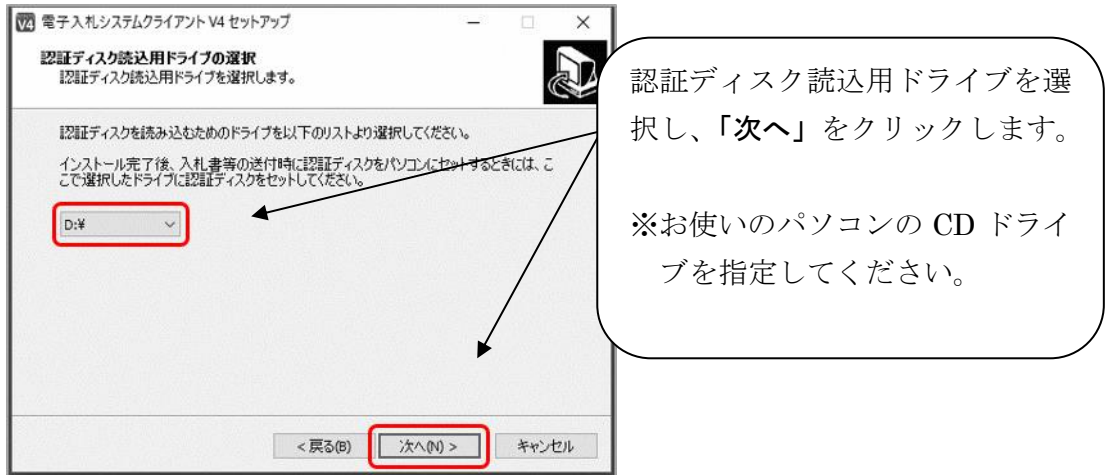 V4 電子入札システムクライアント V4 セットアップ
認証ディスク読込用ドライブの選択
認証ディスク読込用ドライブを選択します。
認証ディスクを読み込むためのドライブを以下のリストより選択してください。
インストール完了後、入札書等の送付時に認証ディスクをパソコンにセットするときには、こ
こで選択したドライブに認証ディスクをセットしてください。
D:¥
< 戻る(B)
次へ(N) >
キャンセル
認証ディスク読込用ドライブを選
択し、「次へ」をクリックします。
※お使いのパソコンの CD ドライ
ブを指定してください。